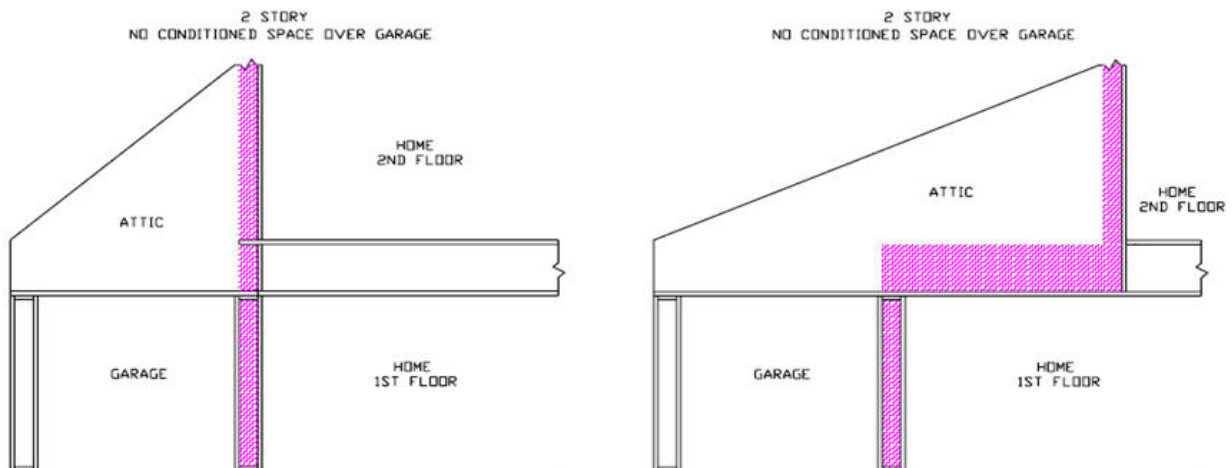 2 STORY
NO CONDITIONED SPACE OVER GARAGE
HOME
2ND FLOOR
ATTIC
GARAGE
HOME
1ST FLOOR
2 STORY
NO CONDITIONED SPACE OVER GARAGE
ATTIC
HOME
2ND FLOOR
GARAGE
HOME
1ST FLOOR